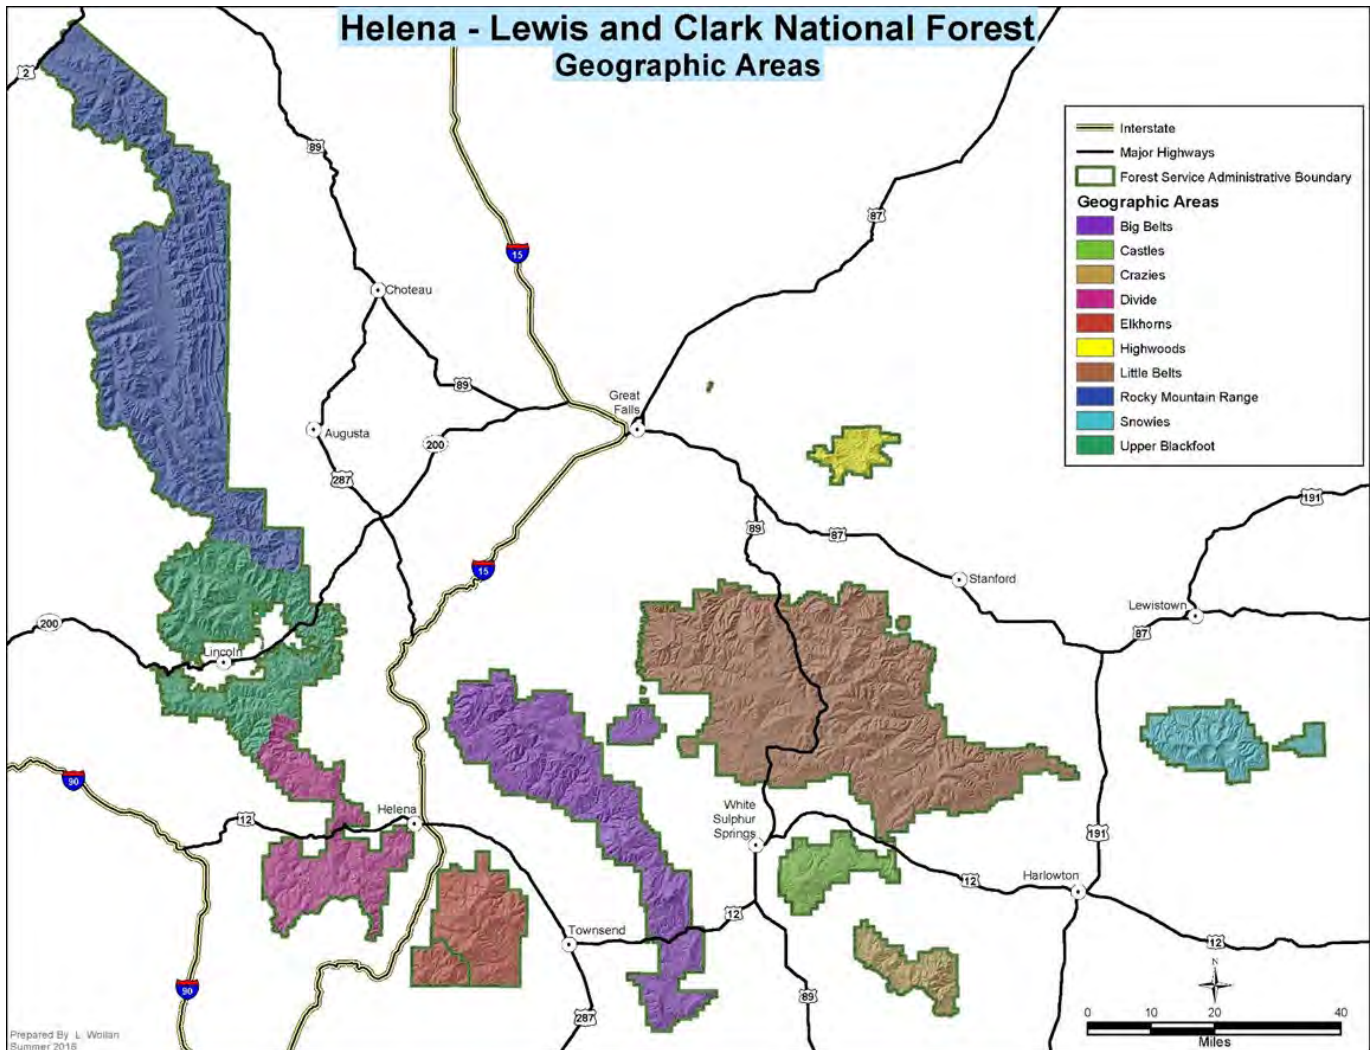 Helena - Lewis and Clark National Forest
Geographic Areas
Interstate
Major Highways
Forest Service Administrative Boundary
Geographic Areas
Big Belts
Castles
Crazies
Divide
Elkhorns
Highwoods
Little Belts
Rocky Mountain Range
Snowies
Upper Blackfoot
2
89
87
15
Choteau
89
Great
Falls
Augusta
200
287
191
15
89
87
Stanford
Lewistown
87
200
Lincoln
90
12
Helena
White
Sulphur
Springs
191
12
Harlowton
12
Townsend
12
90
89
287
N
0 10 20 40
Miles
Prepared By L. Wollan
Summer 2015